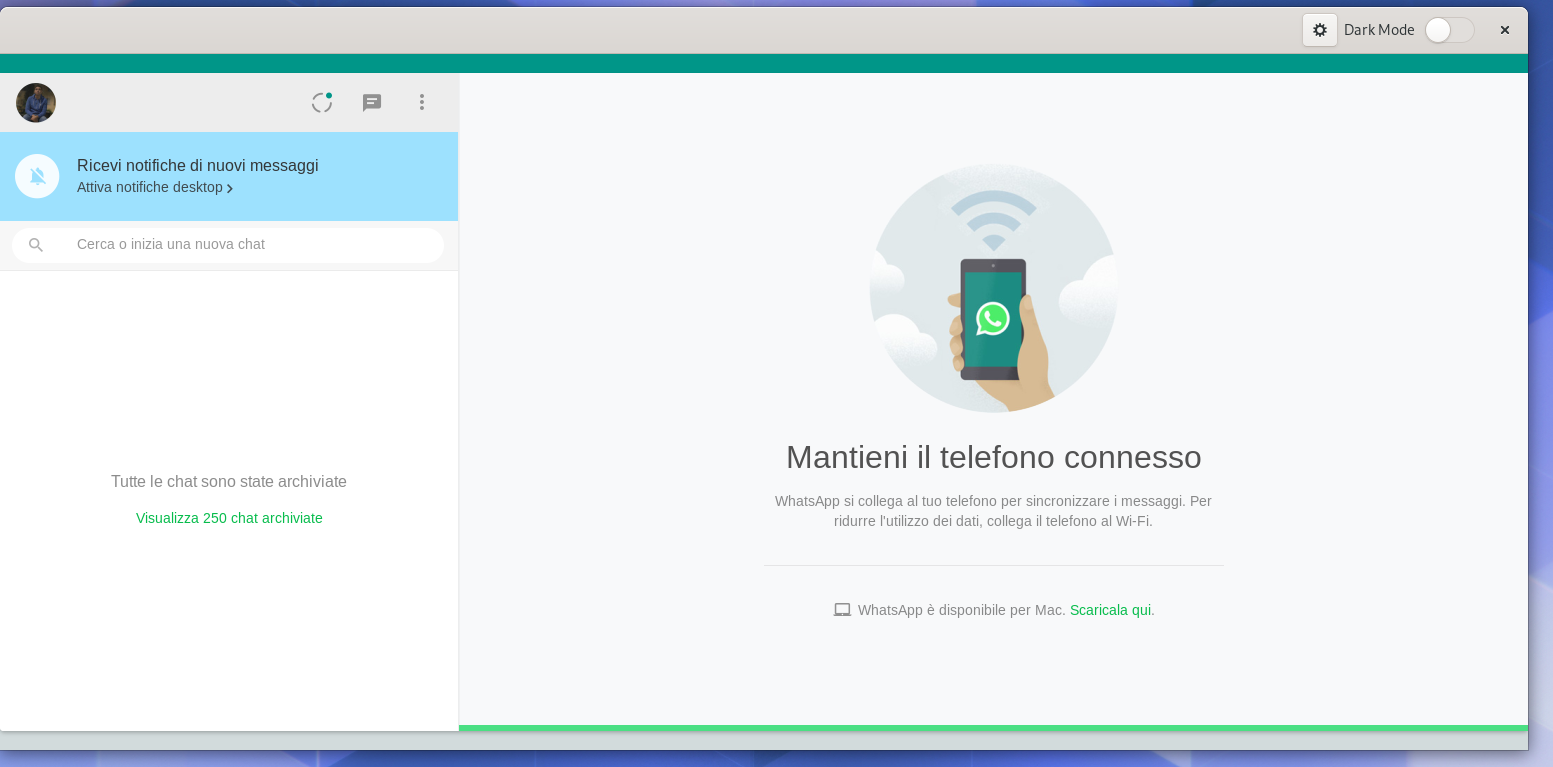 Dark Mode
Ricevi notifiche di nuovi messaggi
Attiva notifiche desktop
Cerca o inizia una nuova chat
Tutte le chat sono state archiviate
Visualizza 250 chat archiviate
Mantieni il telefono connesso
WhatsApp si collega al tuo telefono per sincronizzare i messaggi. Per
ridurre l'utilizzo dei dati, collega il telefono al Wi-Fi.
WhatsApp è disponibile per Mac. Scaricala qui.